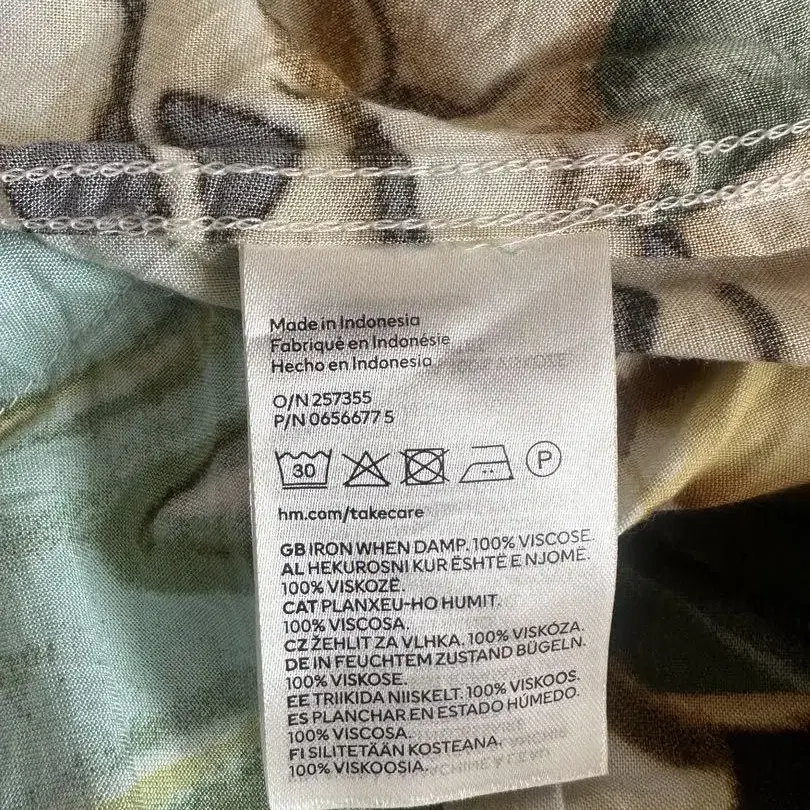 Made in Indonesia
Fabriqué en Indonésie
Hecho en Indonesia
O/N 257355
P/N 0656677 5
30
P
hm.com/takecare
GB IRON WHEN DAMP. 100% VISCOSE.
AL HEKUROSNI KUR ËSHTË E NJOMË.
100% VISKOZË.
CAT PLANXEU-HO HUMIT.
100% VISCOSA.
CZ ŽEHLIT ZA VLHKA. 100% VISKÓZA.
DE IN FEUCHTEM ZUSTAND BÜGELN.
100% VISKOSE.
EE TRIIKIDA NIISKELT. 100% VISKOOS.
ES PLANCHAR EN ESTADO HÚMEDO.
100% VISCOSA.
FI SILITETÄÄN KOSTEANA.
100% VISKOOSIA.